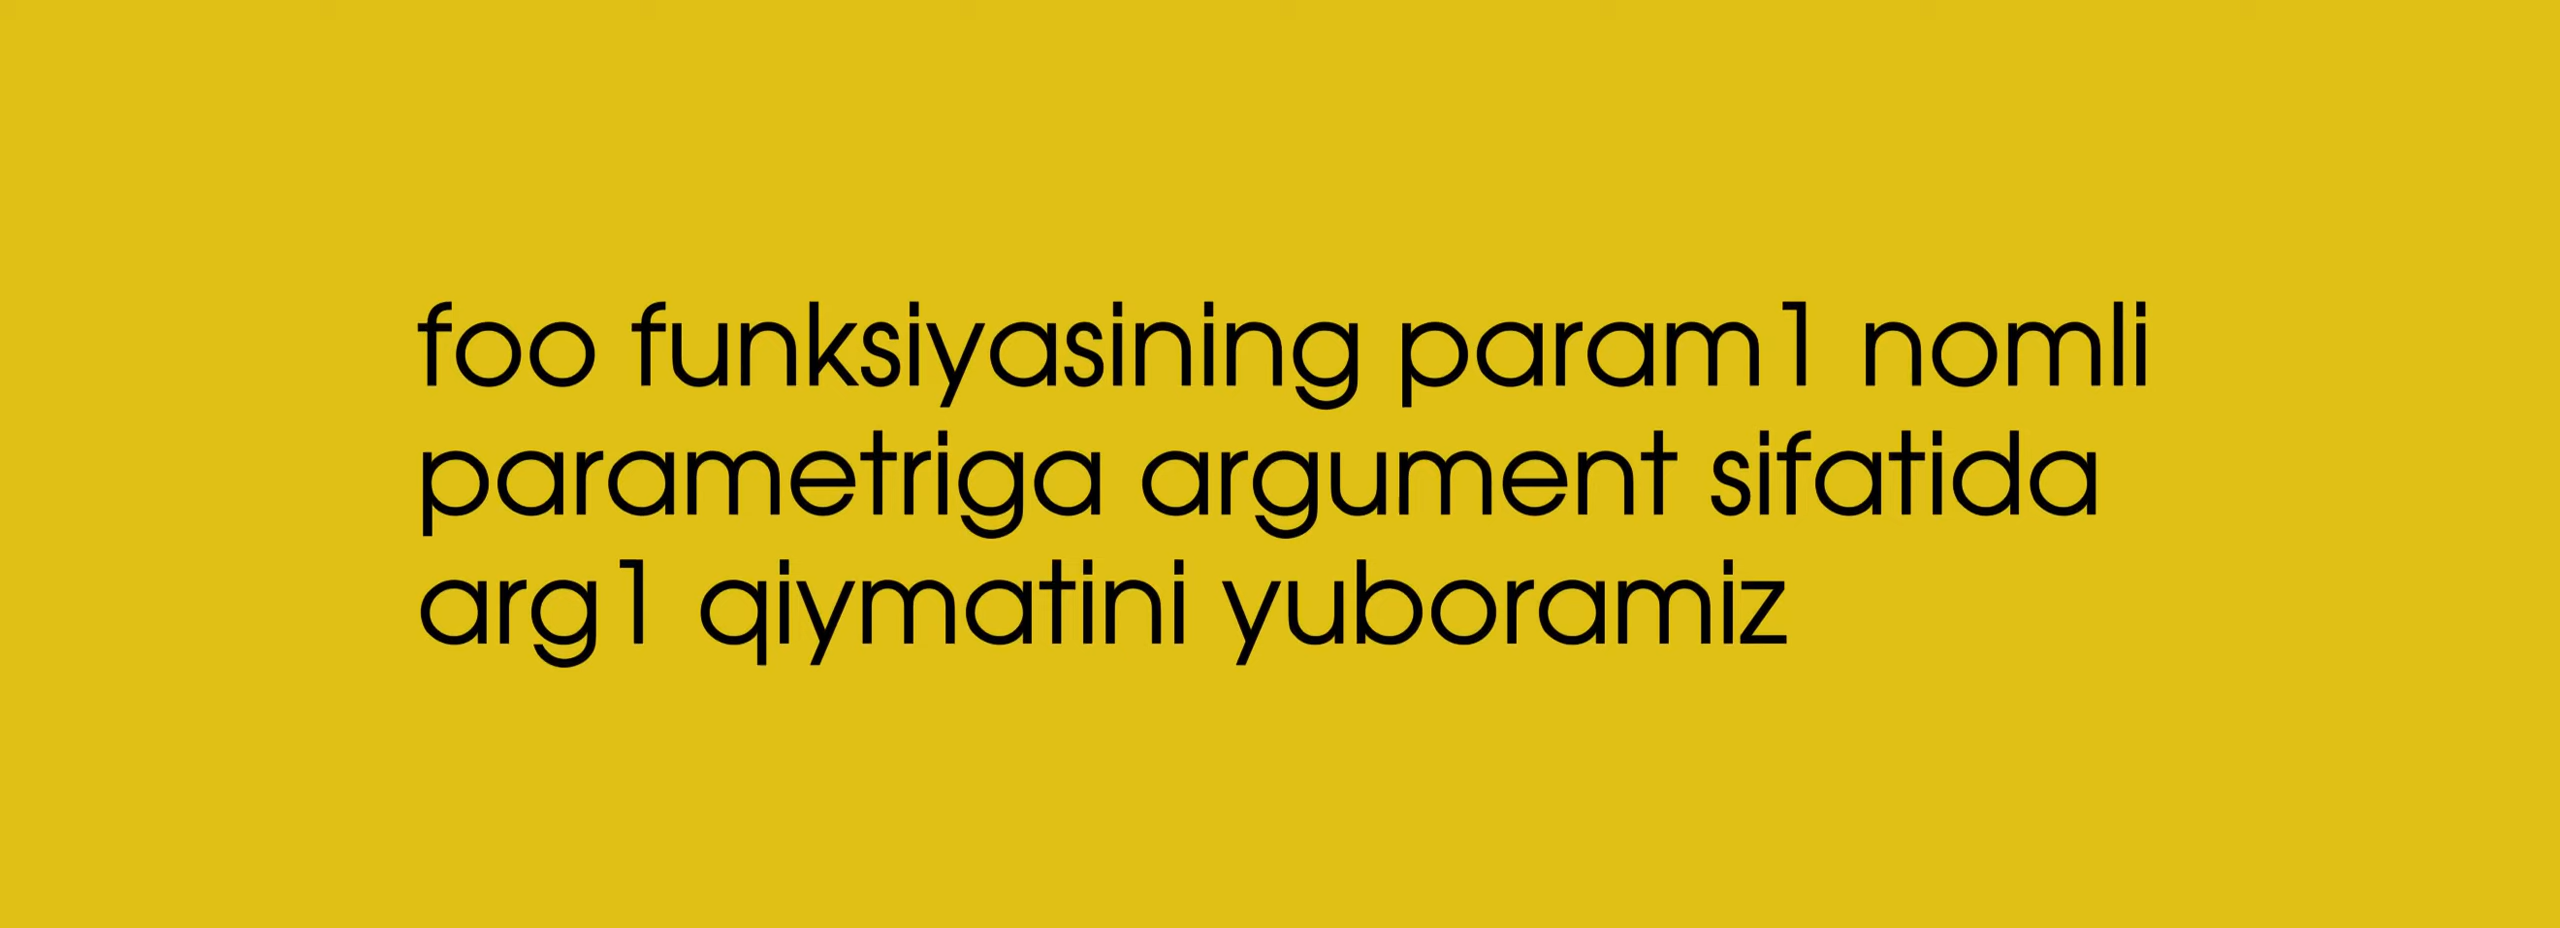 foo funksiyasining param1 nomli
parametriga argument sifatida
arg1 qiymatini yuboramiz